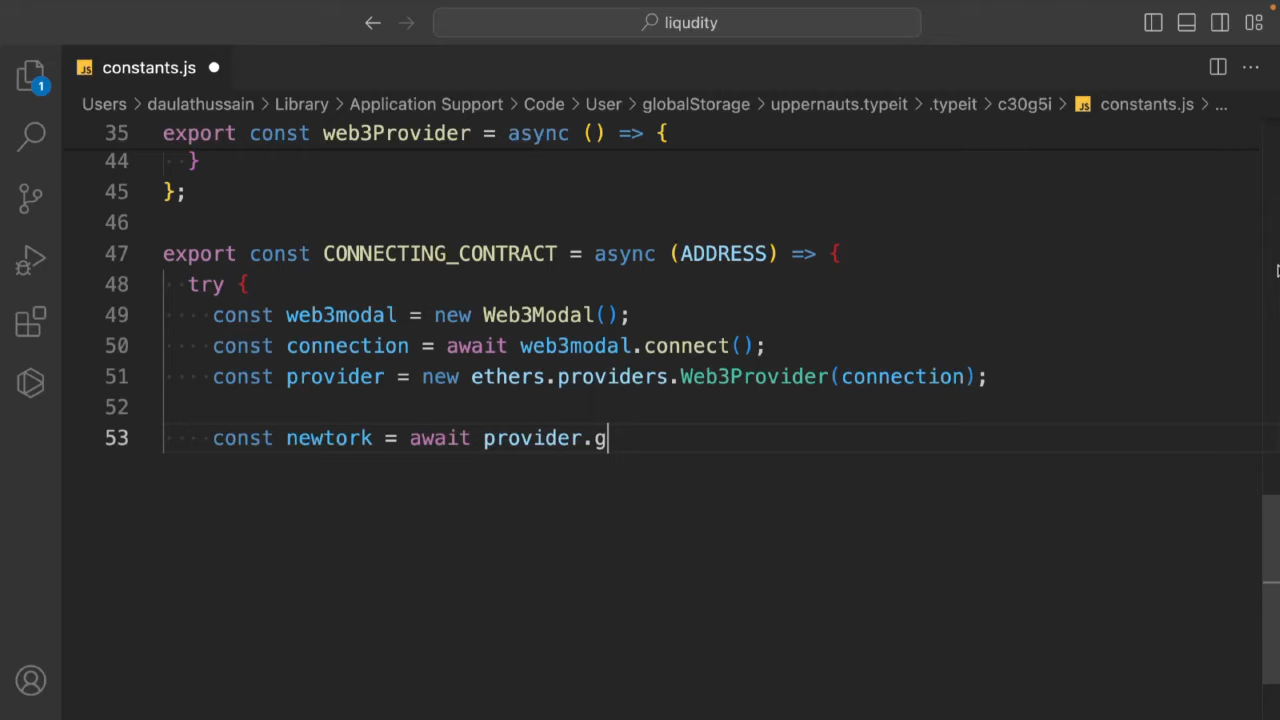 liqudity
JS constants.js
Users > daulathussain > Library > Application Support > Code > User > globalStorage > uppernauts.typeit > .typeit > c30g5i > JS constants.js > ...
1
35 export const web3Provider = async () => {
44 }
45 };
46
47 export const CONNECTING_CONTRACT = async (ADDRESS) => {
48 try {
49 const web3modal = new Web3Modal();
50 const connection = await web3modal.connect();
51 const provider = new ethers.providers.Web3Provider(connection);
52
53 const newtork = await provider.g